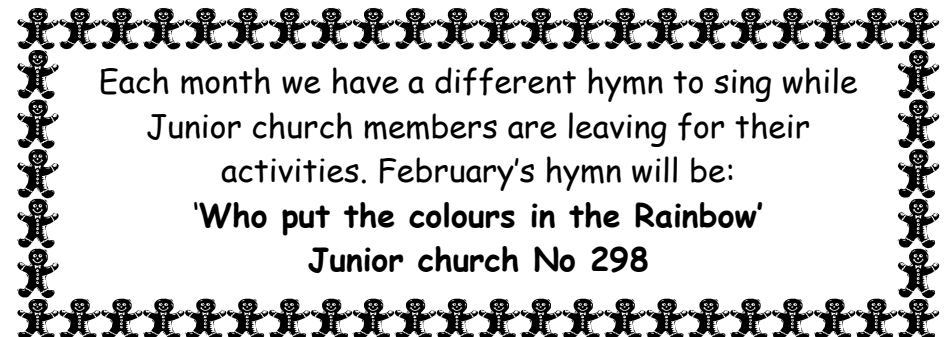 Each month we have a different hymn to sing while
Junior church members are leaving for their
activities. February’s hymn will be:
‘Who put the colours in the Rainbow’
Junior church No 298